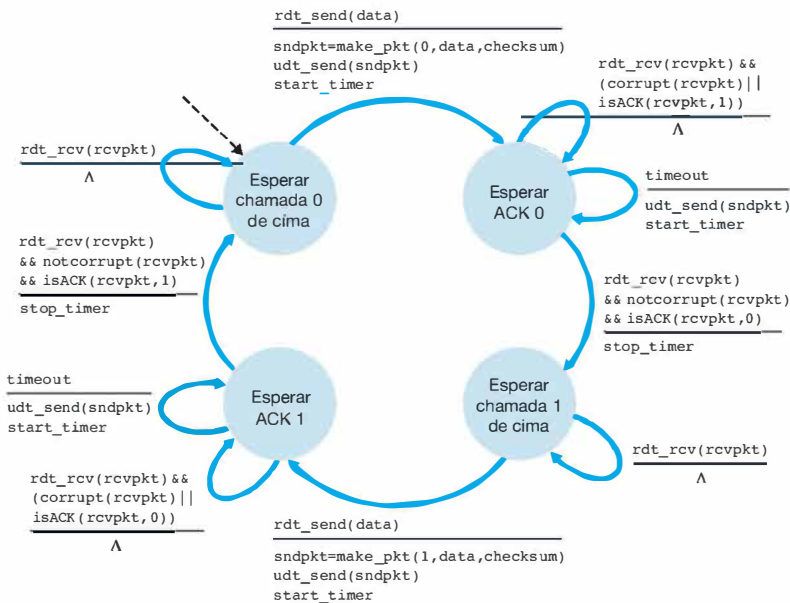 rdt_send(data)
sndpkt=make_pkt(0,data,checksum)
udt_send(sndpkt)
start_timer
rdt_rcv(rcvpkt) &&
(corrupt(rcvpkt)||
isACK(rcvpkt,1))
Λ
rdt_rcv(rcvpkt)
Λ
Esperar
chamada 0
de cima
Esperar
ACK 0
timeout
udt_send(sndpkt)
start_timer
rdt_rcv(rcvpkt)
&& notcorrupt(rcvpkt)
&& isACK(rcvpkt,1)
stop_timer
rdt_rcv(rcvpkt)
&& notcorrupt(rcvpkt)
&& isACK(rcvpkt,0)
stop_timer
timeout
udt_send(sndpkt)
start_timer
Esperar
ACK 1
Esperar
chamada 1
de cima
rdt_rcv(rcvpkt)
Λ
rdt_rcv(rcvpkt) &&
(corrupt(rcvpkt)||
isACK(rcvpkt,0))
Λ
rdt_send(data)
sndpkt=make_pkt(1,data,checksum)
udt_send(sndpkt)
start_timer